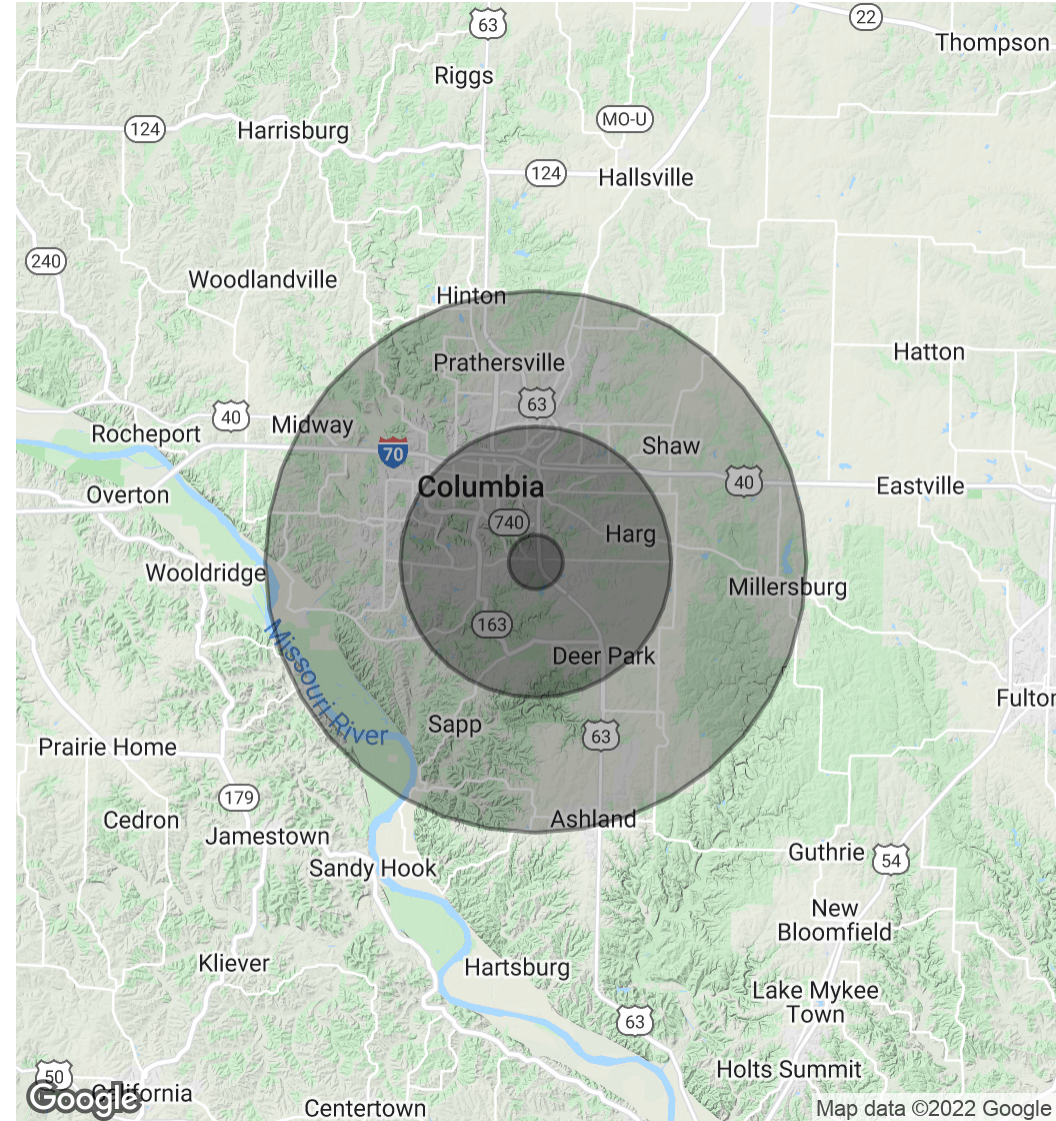 63
22
Thompson
Riggs
MO-U
124
Harrisburg
124
Hallsville
240
Woodlandville
Hinton
Hatton
Prathersville
63
40
Midway
Rocheport
70
Shaw
40
Columbia
Eastville
Overton
740
Harg
Wooldridge
Millersburg
163
Missouri River
Deer Park
Fulton
Sapp
63
Prairie Home
179
Cedron
Jamestown
Ashland
Guthrie
54
Sandy Hook
New
Bloomfield
Kliever
Hartsburg
Lake Mykee
Town
63
Holts Summit
50
California
Google
Centertown
Map data ©2022 Google